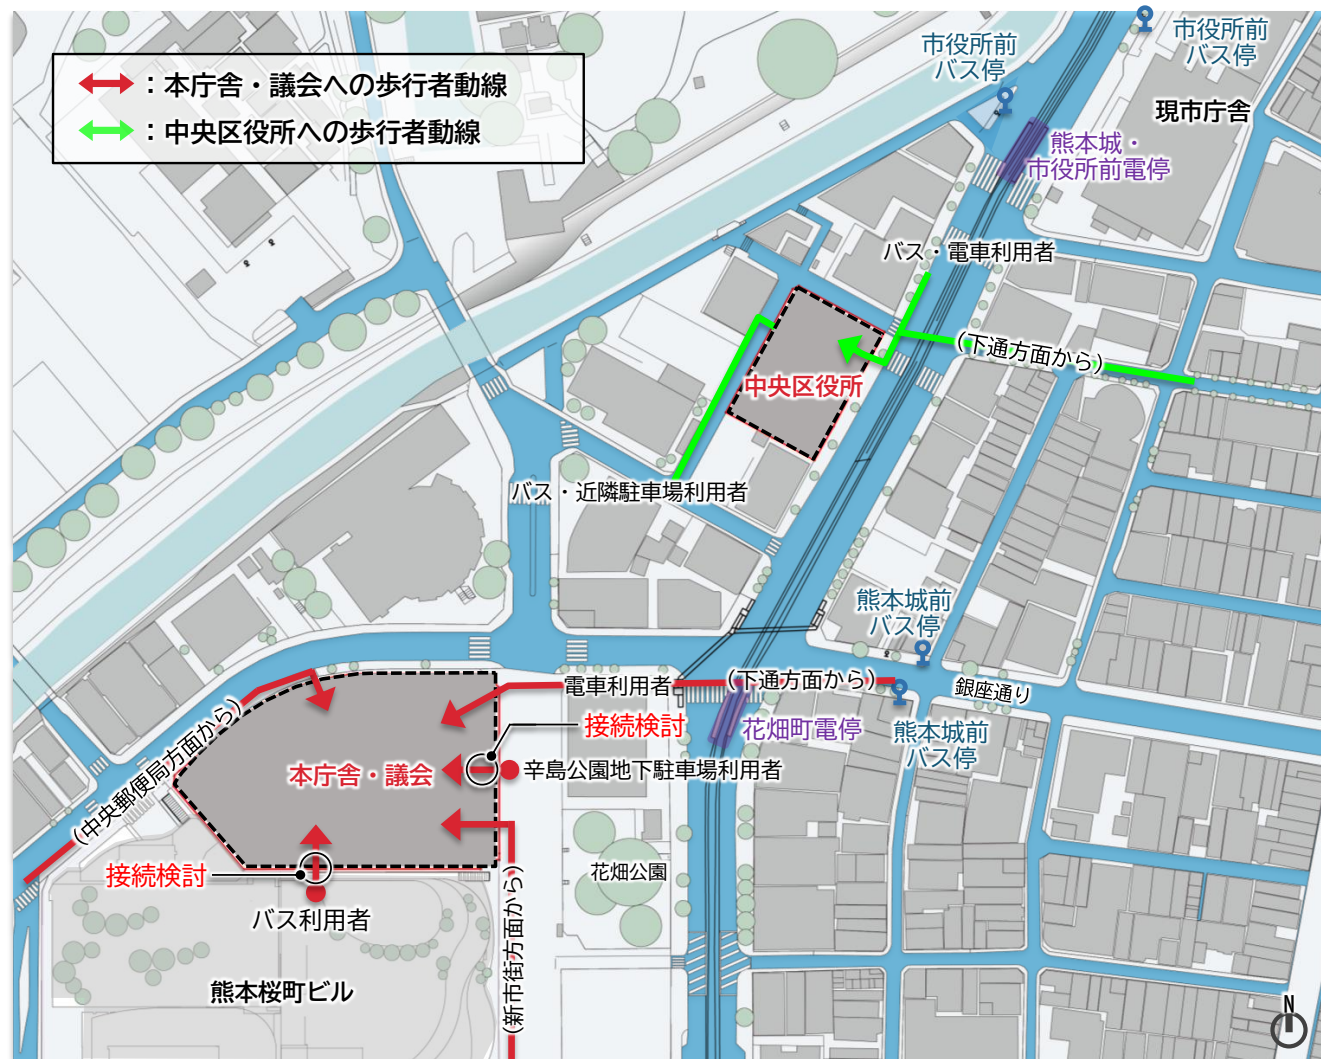 ：本庁舎・議会への歩行者動線
：中央区役所への歩行者動線
市役所前
バス停
市役所前
バス停
現市庁舎
熊本城・
市役所前電停
バス・電車利用者
（下通方面から）
中央区役所
バス・近隣駐車場利用者
熊本城前
バス停
（下通方面から）
電車利用者
銀座通り
接続検討
花畑町電停
熊本城前
バス停
（中央郵便局方面から）
本庁舎・議会
辛島公園地下駐車場利用者
接続検討
花畑公園
バス利用者
（新市街方面から）
熊本桜町ビル
N